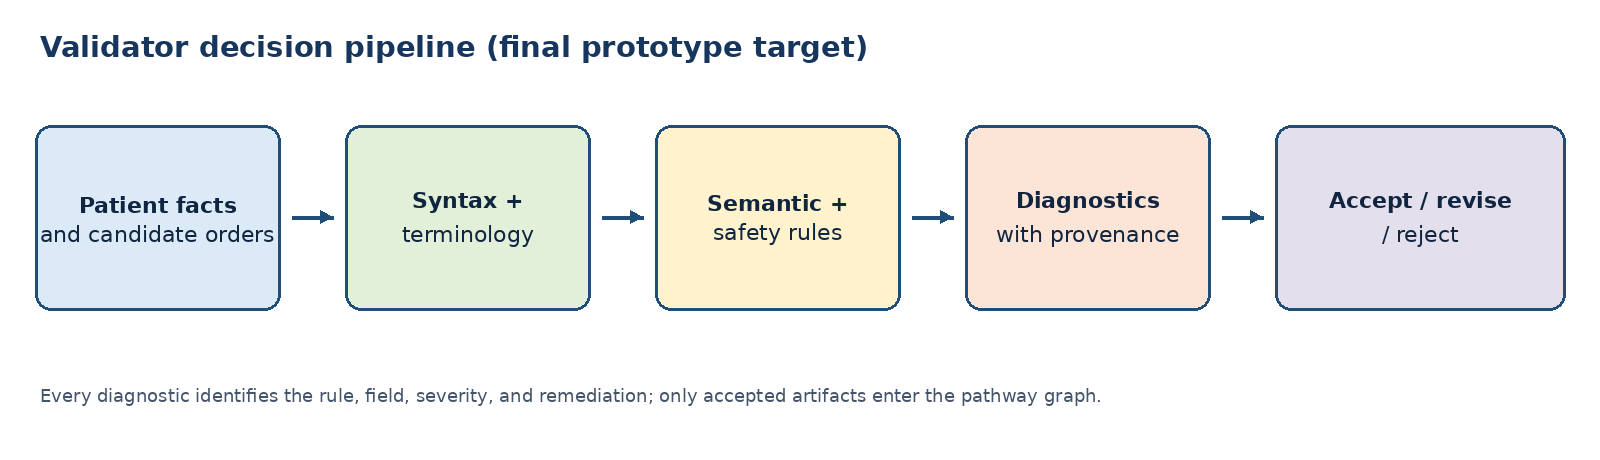 Validator decision pipeline (final prototype target)
Patient facts
and candidate orders
Syntax +
terminology
Semantic +
safety rules
Diagnostics
with provenance
Accept / revise
/ reject
Every diagnostic identifies the rule, field, severity, and remediation; only accepted artifacts enter the pathway graph.